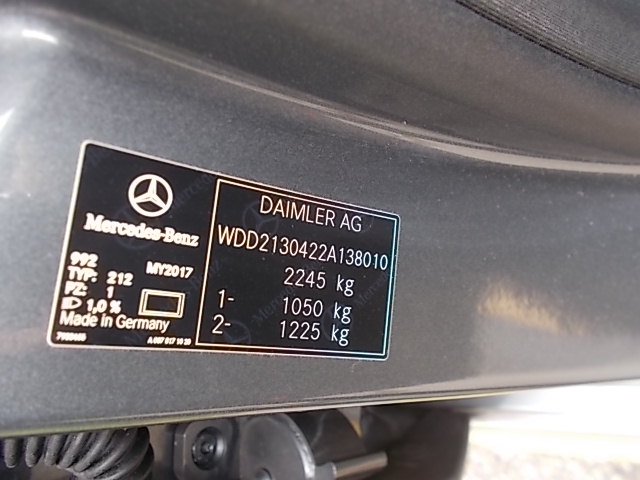 Mercedes-Benz
992
TYP: 212 MY2017
PZ: 1
1,0 %
Made in Germany
DAIMLER AG
WDD2130422A138010
2245 kg
1- 1050 kg
2- 1225 kg